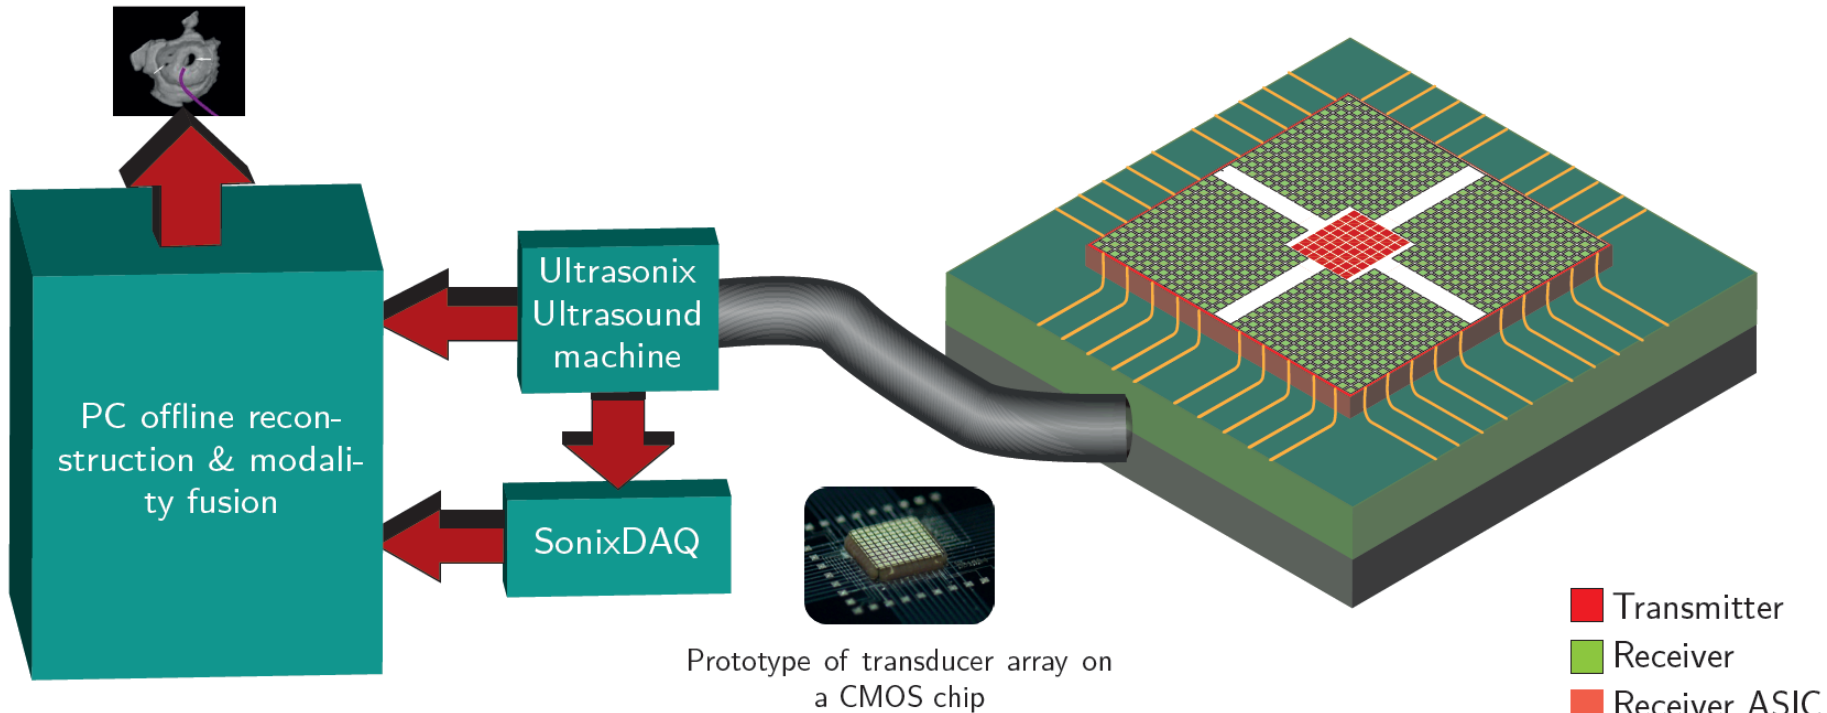 Ultrasonix
Ultrasound
machine
PC offline recon-
struction & modali-
ty fusion
SonixDAQ
Prototype of transducer array on
a CMOS chip
Transmitter
Receiver
Receiver ASIC